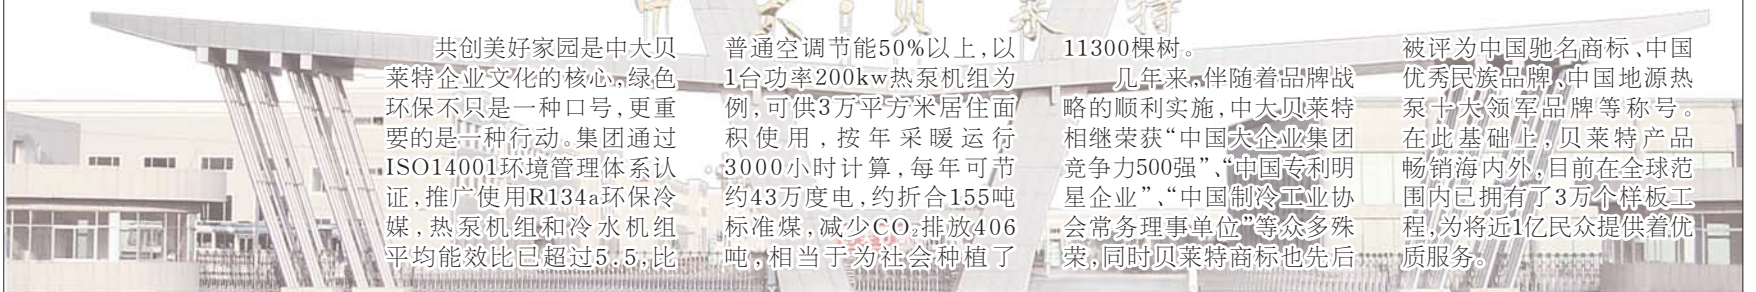 中大·贝莱特
共创美好家园是中大贝
莱特企业文化的核心,绿色
环保不只是一种口号,更重
要的是一种行动。集团通过
ISO14001环境管理体系认
证,推广使用R134a环保冷
媒,热泵机组和冷水机组
平均能效比已超过5.5,比
普通空调节能50%以上,以
1台功率200kw热泵机组为
例,可供3万平方米居住面
积使用,按年采暖运行
3000小时计算,每年可节
约43万度电,约折合155吨
标准煤,减少CO₂排放406
吨,相当于为社会种植了
11300棵树。
几年来,伴随着品牌战
略的顺利实施,中大贝莱特
相继荣获“中国大企业集团
竞争力500强”、“中国专利明
星企业”、“中国制冷工业协
会常务理事单位”等众多殊
荣,同时贝莱特商标也先后
被评为中国驰名商标、中国
优秀民族品牌、中国地源热
泵十大领军品牌等称号。
在此基础上,贝莱特产品
畅销海内外,目前在全球范
围内已拥有了3万个样板工
程,为将近1亿民众提供着优
质服务。